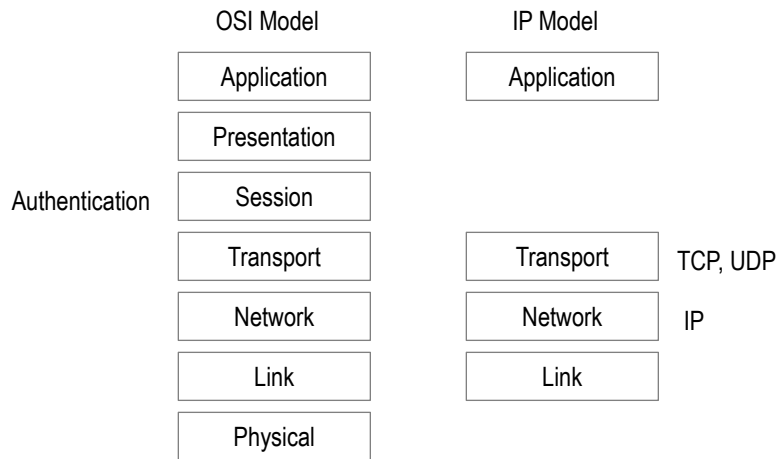 OSI Model IP Model
Application Application
Presentation
Authentication Session
Transport Transport TCP, UDP
Network Network IP
Link Link
Physical